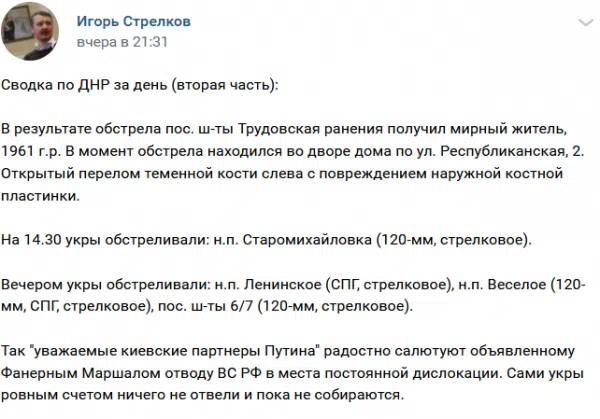 Игорь Стрелков
вчера в 21:31
Сводка по ДНР за день (вторая часть):
В результате обстрела пос. ш-ты Трудовская ранения получил мирный житель,
1961 г.р. В момент обстрела находился во дворе дома по ул. Республиканская, 2.
Открытый перелом теменной кости слева с повреждением наружной костной
пластинки.
На 14.30 укры обстреливали: н.п. Старомихайловка (120-мм, стрелковое).
Вечером укры обстреливали: н.п. Ленинское (СПГ, стрелковое), н.п. Веселое (120-
мм, СПГ, стрелковое), пос. ш-ты 6/7 (120-мм, стрелковое).
Так "уважаемые киевские партнеры Путина" радостно салютуют объявленному
Фанерным Маршалом отводу ВС РФ в места постоянной дислокации. Сами укры
ровным счетом ничего не отвели и пока не собираются.